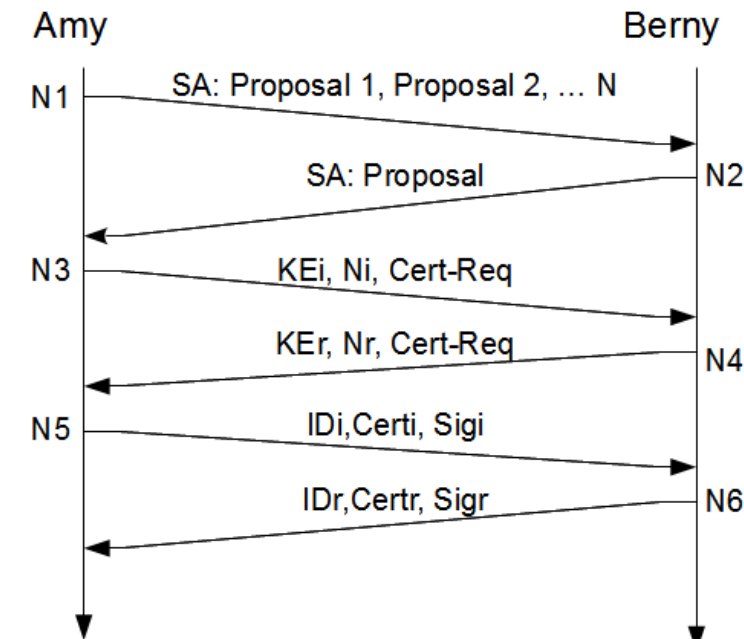 Amy
Berny
N1
SA: Proposal 1, Proposal 2, ... N
SA: Proposal
N2
N3
KEi, Ni, Cert-Req
KEr, Nr, Cert-Req
N4
N5
IDi,Certi, Sigi
IDr,Certr, Sigr
N6